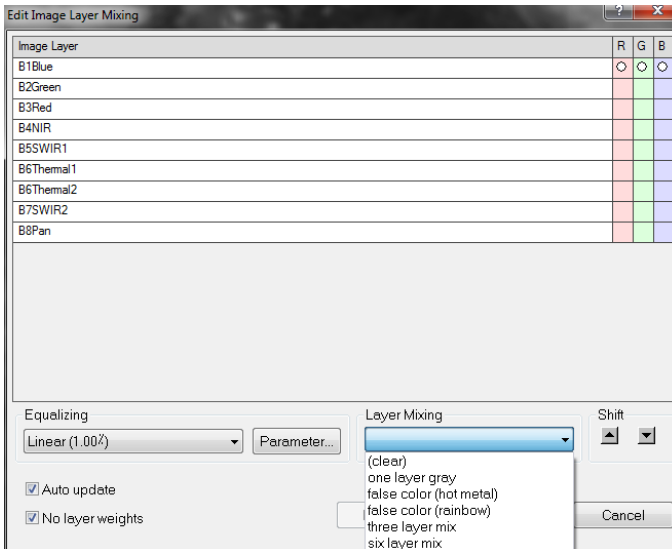 Edit Image Layer Mixing
Image Layer R G B
B1Blue
B2Green
B3Red
B4NIR
B5SWIR1
B6Thermal1
B6Thermal2
B7SWIR2
B8Pan
Equalizing
Layer Mixing
Shift
Linear (1.00%)
Parameter...
(clear)
one layer gray
false color (hot metal)
false color (rainbow)
three layer mix
six layer mix
Auto update
No layer weights
Cancel